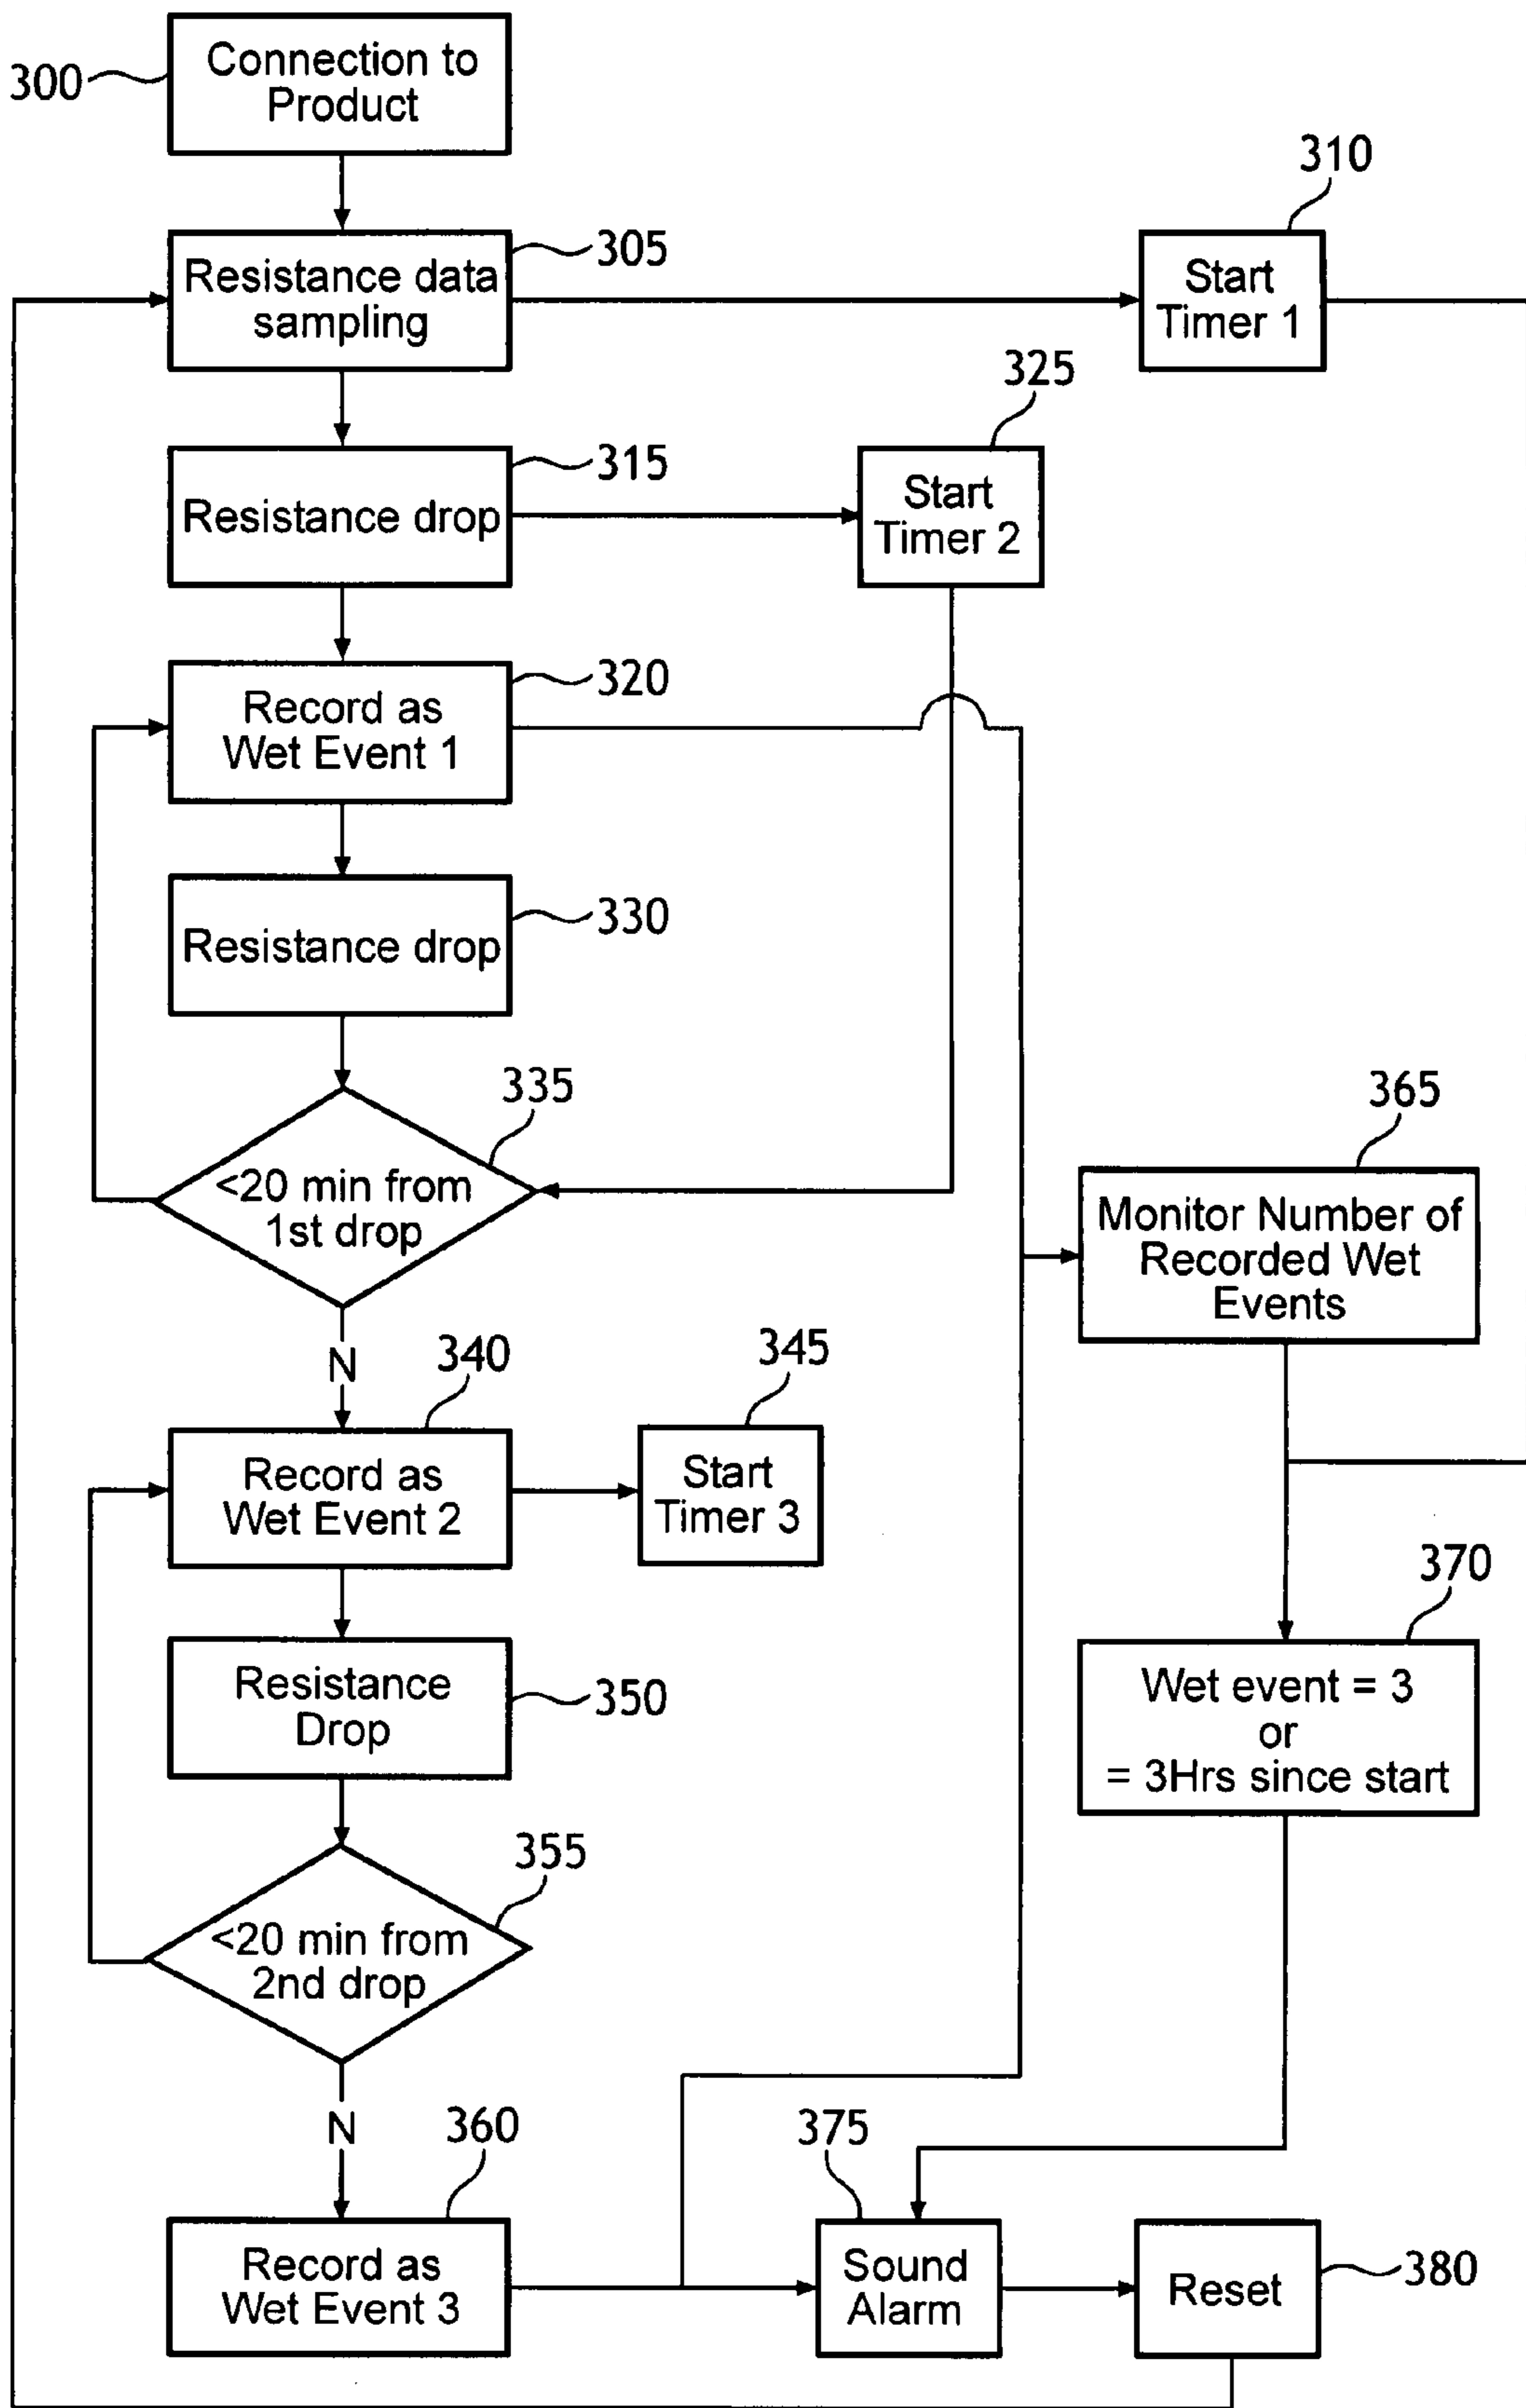 300
Connection to
Product
310
305
Resistance data
sampling
Start
Timer 1
325
315
Resistance drop
Start
Timer 2
320
Record as
Wet Event 1
330
Resistance drop
335
<20 min from
1st drop
365
Monitor Number of
Recorded Wet
Events
N
340
345
Record as
Wet Event 2
Start
Timer 3
370
Resistance
Drop
350
Wet event = 3
or
= 3Hrs since start
355
<20 min from
2nd drop
N
360
375
Record as
Wet Event 3
Sound
Alarm
Reset
380